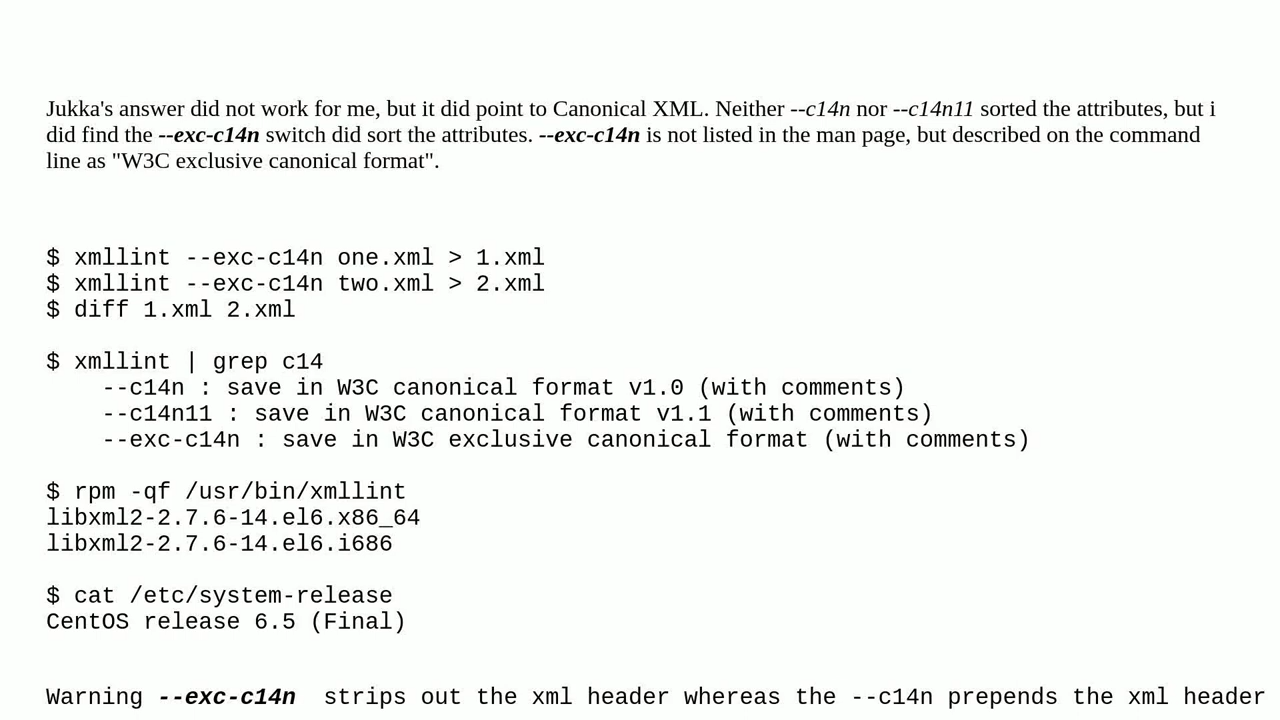 Jukka's answer did not work for me, but it did point to Canonical XML. Neither --c14n nor --c14n11 sorted the attributes, but i
did find the --exc-c14n switch did sort the attributes. --exc-c14n is not listed in the man page, but described on the command
line as "W3C exclusive canonical format".
$ xmllint --exc-c14n one.xml > 1.xml
$ xmllint --exc-c14n two.xml > 2.xml
$ diff 1.xml 2.xml
$ xmllint | grep c14
    --c14n : save in W3C canonical format v1.0 (with comments)
    --c14n11 : save in W3C canonical format v1.1 (with comments)
    --exc-c14n : save in W3C exclusive canonical format (with comments)
$ rpm -qf /usr/bin/xmllint
libxml2-2.7.6-14.el6.x86_64
libxml2-2.7.6-14.el6.i686
$ cat /etc/system-release
CentOS release 6.5 (Final)
Warning --exc-c14n  strips out the xml header whereas the --c14n prepends the xml header